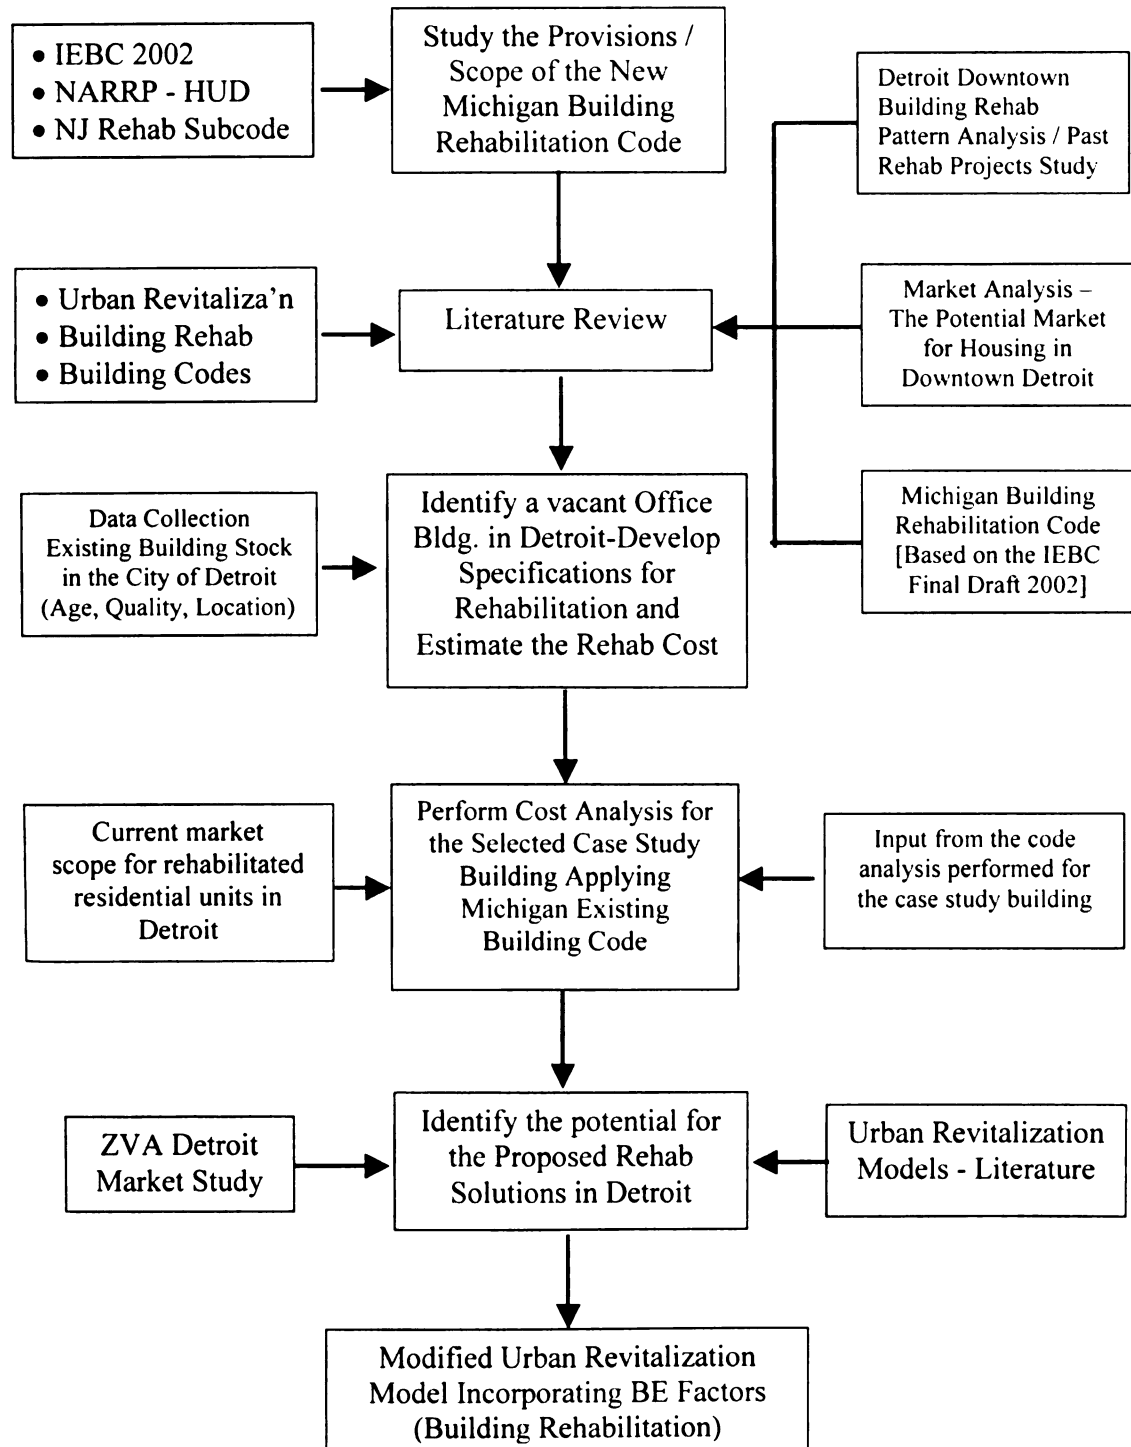 • IEBC 2002
• NARRP - HUD
• NJ Rehab Subcode
Study the Provisions /
Scope of the New
Michigan Building
Rehabilitation Code
Detroit Downtown
Building Rehab
Pattern Analysis / Past
Rehab Projects Study
• Urban Revitaliza'n
• Building Rehab
• Building Codes
Literature Review
Market Analysis –
The Potential Market
for Housing in
Downtown Detroit
Data Collection
Existing Building Stock
in the City of Detroit
(Age, Quality, Location)
Identify a vacant Office
Bldg. in Detroit-Develop
Specifications for
Rehabilitation and
Estimate the Rehab Cost
Michigan Building
Rehabilitation Code
[Based on the IEBC
Final Draft 2002]
Current market
scope for rehabilitated
residential units in
Detroit
Perform Cost Analysis for
the Selected Case Study
Building Applying
Michigan Existing
Building Code
Input from the code
analysis performed for
the case study building
ZVA Detroit
Market Study
Identify the potential for
the Proposed Rehab
Solutions in Detroit
Urban Revitalization
Models - Literature
Modified Urban Revitalization
Model Incorporating BE Factors
(Building Rehabilitation)